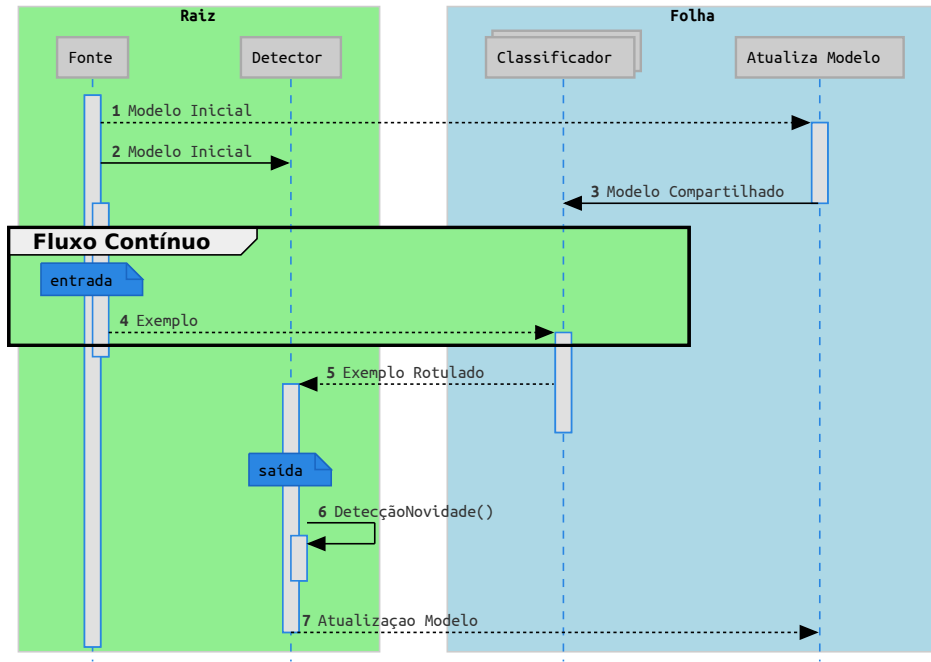 Raiz
Folha
Fonte
Detector
Classificador
Atualiza Modelo
1 Modelo Inicial
2 Modelo Inicial
3 Modelo Compartilhado
Fluxo Contínuo
entrada
4 Exemplo
5 Exemplo Rotulado
saída
6 DetecçãoNovidade()
7 Atualizaçao Modelo